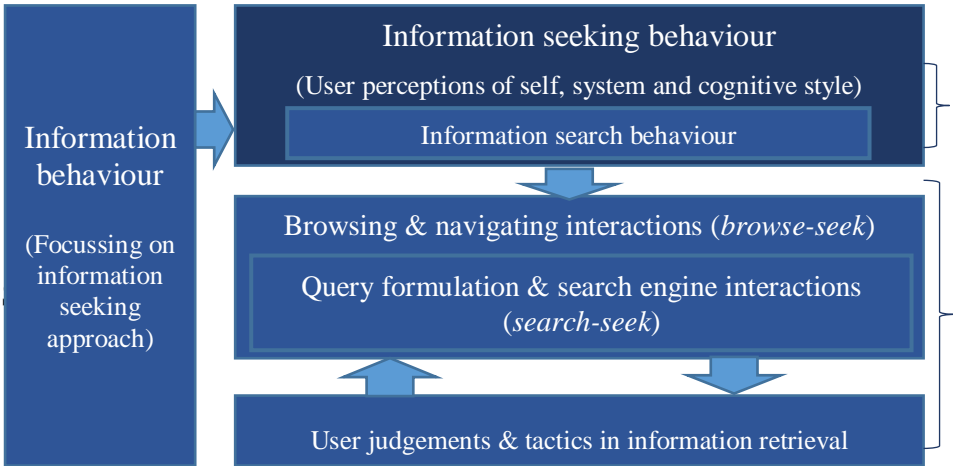 Information
behaviour
(Focussing on
information
seeking
approach)
Information seeking behaviour
(User perceptions of self, system and cognitive style)
Information search behaviour
Browsing & navigating interactions (browse-seek)
Query formulation & search engine interactions
(search-seek)
User judgements & tactics in information retrieval